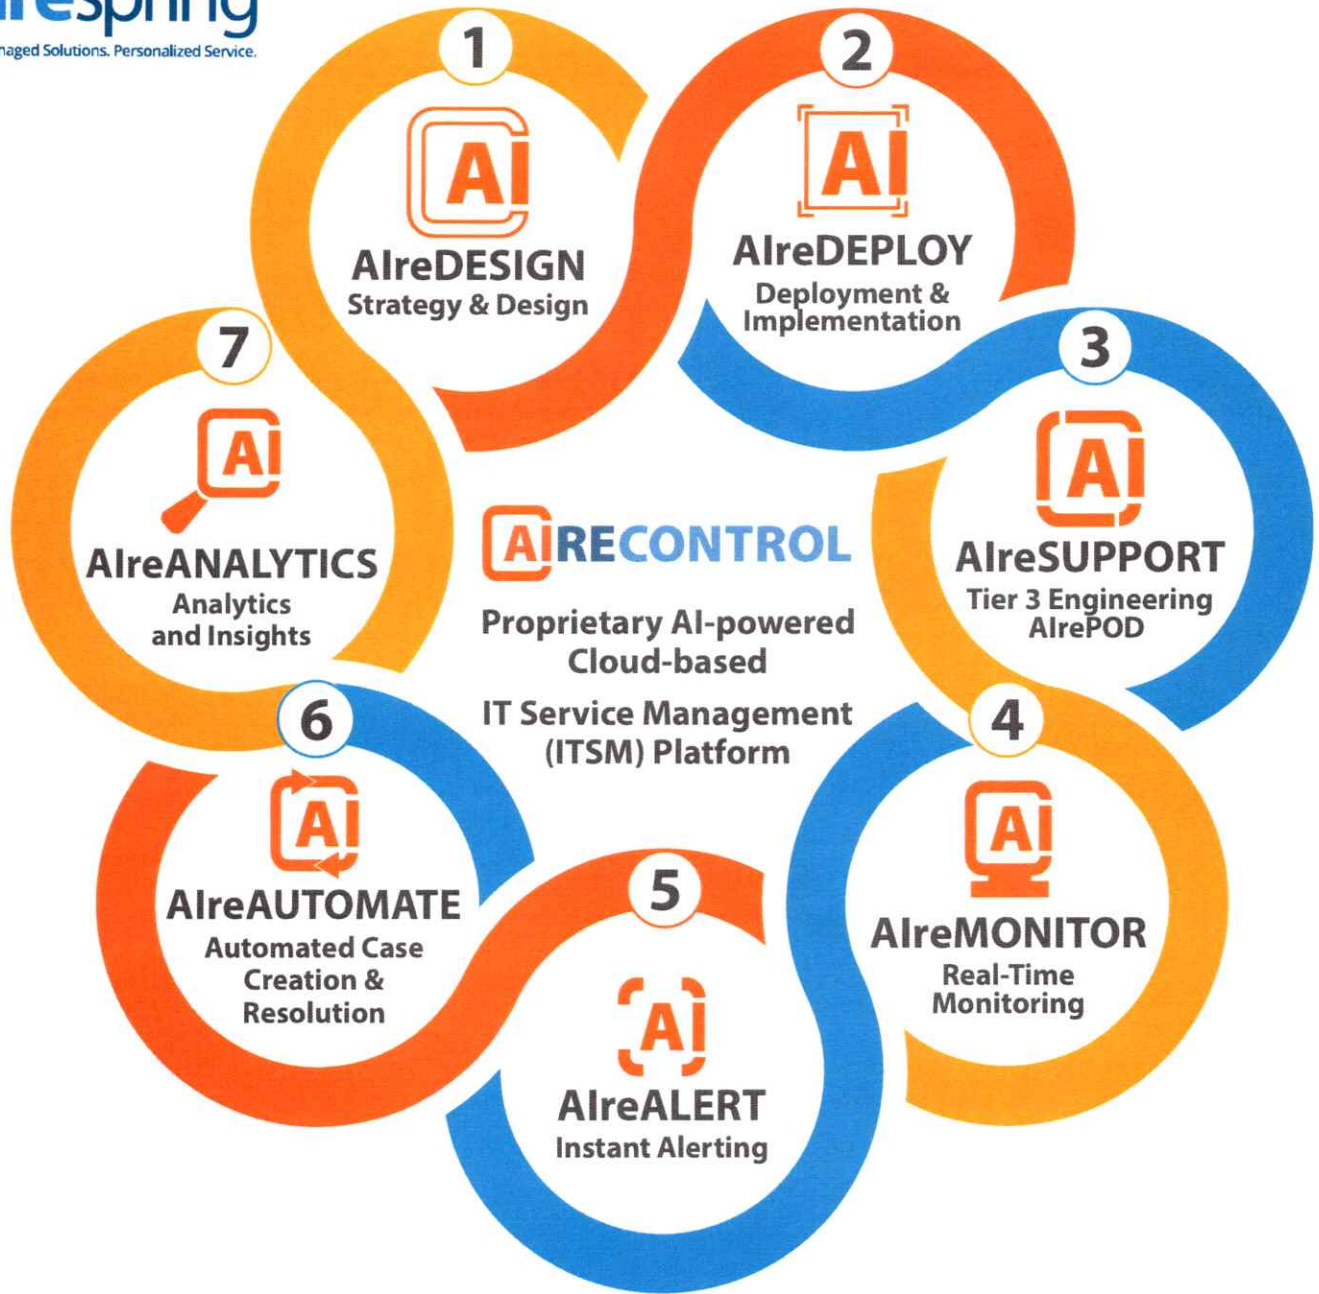 respring
naged Solutions. Personalized Service.
1
AI
AIreDESIGN
Strategy & Design
2
AI
AIreDEPLOY
Deployment &
Implementation
3
AI
AIreSUPPORT
Tier 3 Engineering
AIrePOD
4
AI
AIreMONITOR
Real-Time
Monitoring
5
AI
AIreALERT
Instant Alerting
6
AI
AIreAUTOMATE
Automated Case
Creation &
Resolution
7
AI
AIreANALYTICS
Analytics
and Insights
AIRECONTROL
Proprietary AI-powered
Cloud-based
IT Service Management
(ITSM) Platform